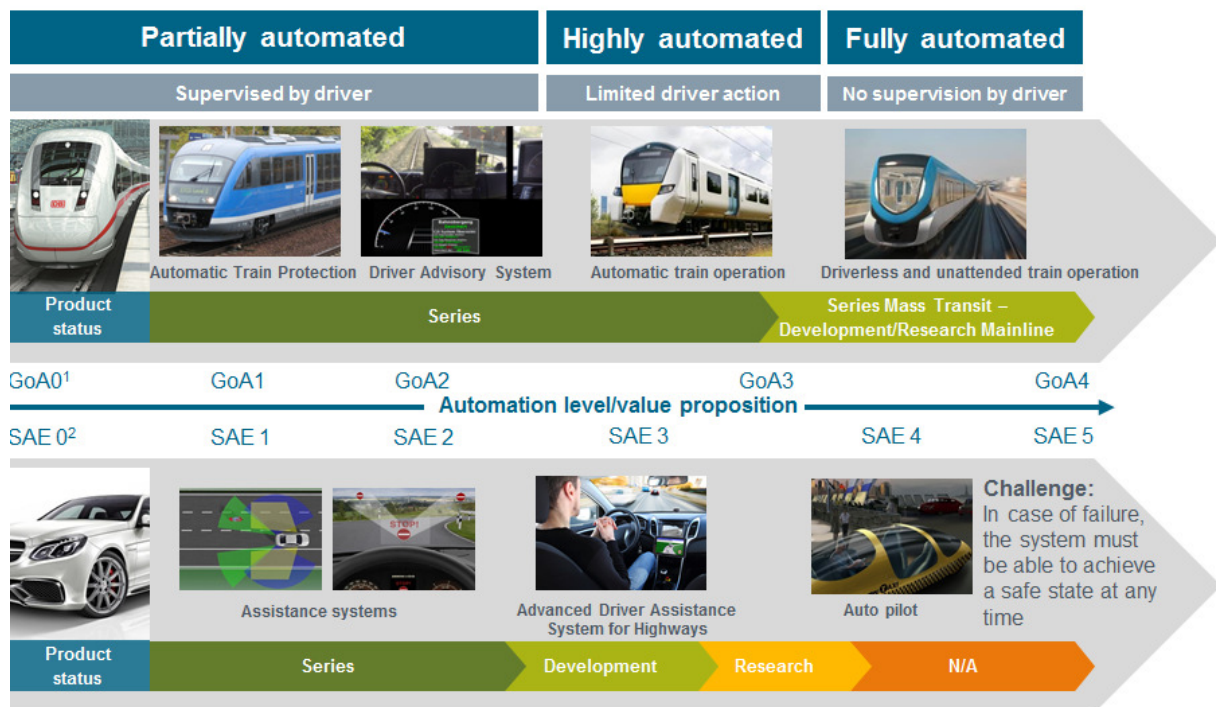 Partially automated
Highly automated
Fully automated
Supervised by driver
Limited driver action
No supervision by driver
DB
Automatic Train Protection
Driver Advisory System
Automatic train operation
Driverless and unattended train operation
Product
status
Series
Series Mass Transit –
Development/Research Mainline
GoA0¹
GoA1
GoA2
GoA3
GoA4
Automation level/value proposition
SAE 0²
SAE 1
SAE 2
SAE 3
SAE 4
SAE 5
STOP!
Challenge:
In case of failure,
the system must
be able to achieve
a safe state at any
time
Assistance systems
Advanced Driver Assistance
System for Highways
Auto pilot
Product
status
Series
Development
Research
N/A